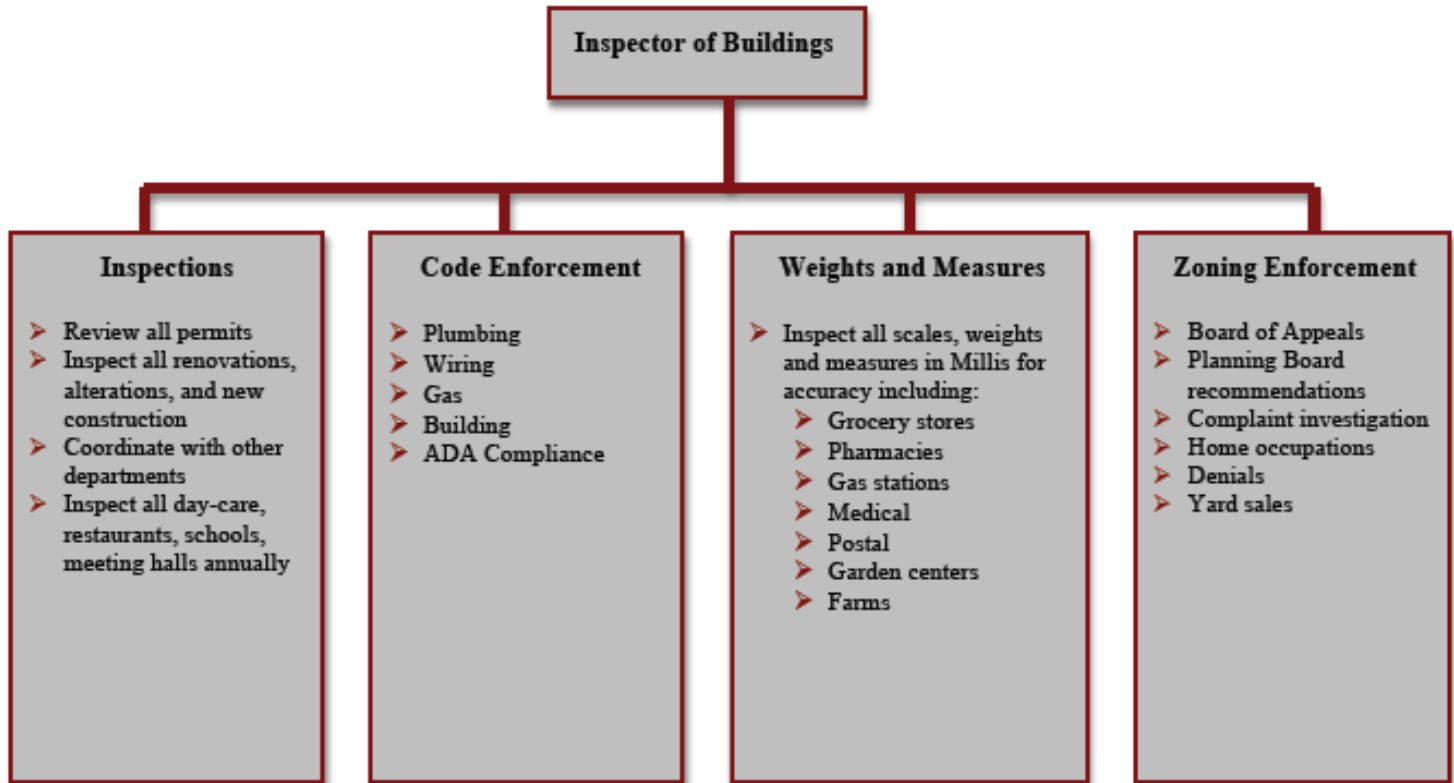 Inspector of Buildings
Inspections
➢ Review all permits
➢ Inspect all renovations,
alterations, and new
construction
➢ Coordinate with other
departments
➢ Inspect all day-care,
restaurants, schools,
meeting halls annually
Code Enforcement
➢ Plumbing
➢ Wiring
➢ Gas
➢ Building
➢ ADA Compliance
Weights and Measures
➢ Inspect all scales, weights
and measures in Millis for
accuracy including:
➢ Grocery stores
➢ Pharmacies
➢ Gas stations
➢ Medical
➢ Postal
➢ Garden centers
➢ Farms
Zoning Enforcement
➢ Board of Appeals
➢ Planning Board
recommendations
➢ Complaint investigation
➢ Home occupations
➢ Denials
➢ Yard sales